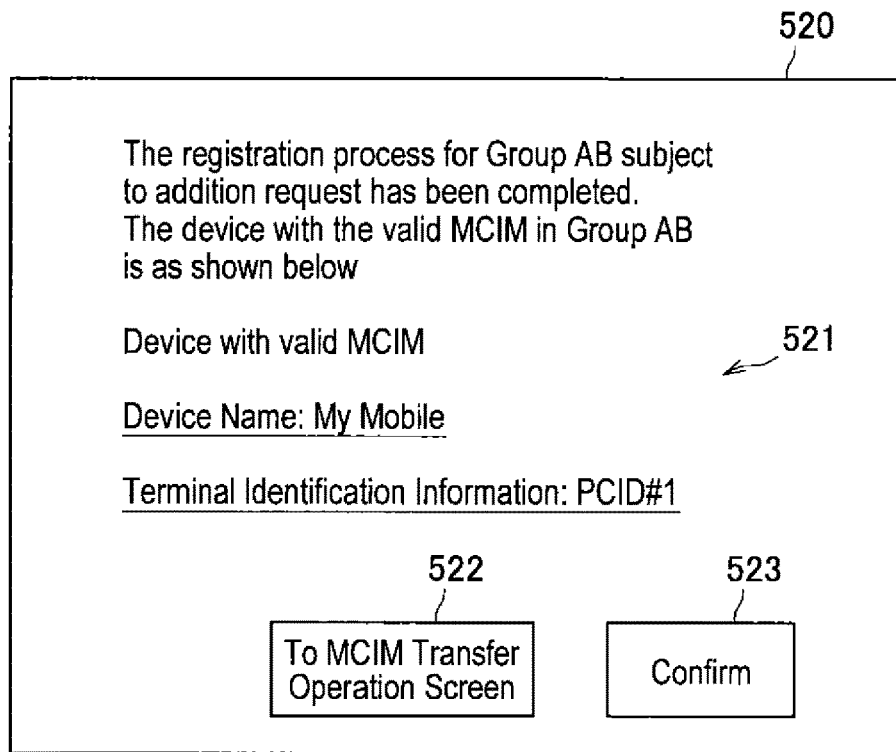 520
The registration process for Group AB subject
to addition request has been completed.
The device with the valid MCIM in Group AB
is as shown below
Device with valid MCIM
521
Device Name: My Mobile
Terminal Identification Information: PCID#1
522
523
To MCIM Transfer
Operation Screen
Confirm